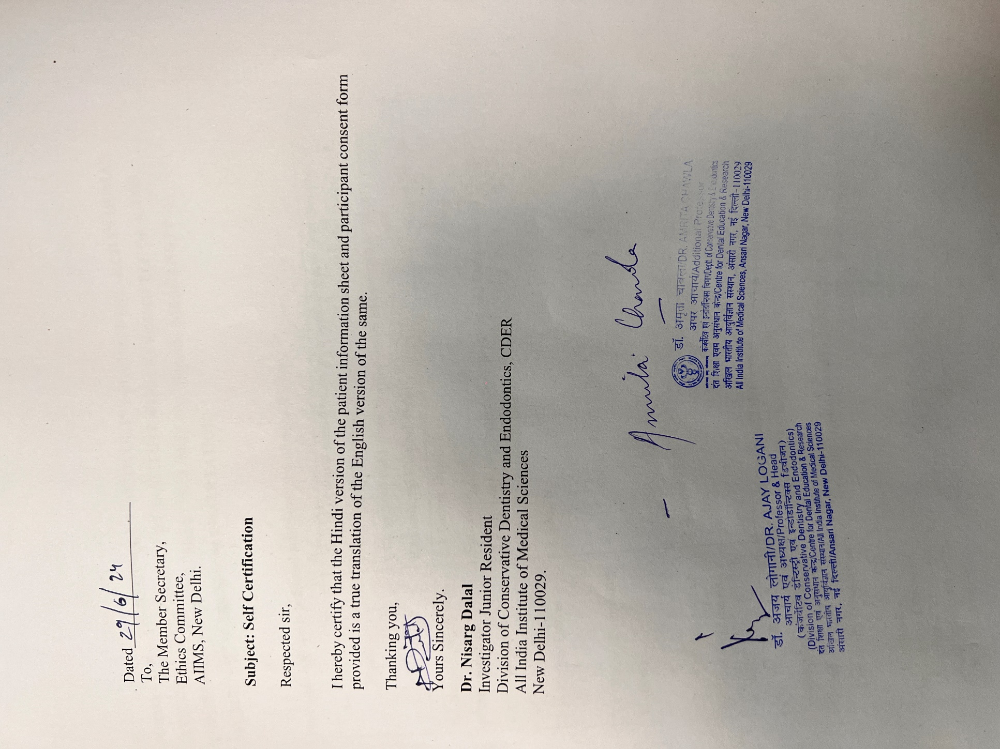 Dated 29/6/24
To,
The Member Secretary,
Ethics Committee,
AIIMS, New Delhi.
Subject: Self Certification
Respected sir,
I hereby certify that the Hindi version of the patient information sheet and participant consent form
provided is a true translation of the English version of the same.
Thanking you,
Yours Sincerely.
Dr. Nisarg Dalal
Investigator Junior Resident
Division of Conservative Dentistry and Endodontics, CDER
All India Institute of Medical Sciences
New Delhi-110029.
Amrita Chawla
डॉ. अमृता चावला/DR. AMRITA CHAWLA
अपर आचार्य/Additional Professor
कंजर्वेटिव एवं इन्डोडॉन्टिक्स विभाग/Deptt. of Conservative Dentistry & Endodontics
दंत शिक्षा एवम अनुसंधान केन्द्र/Centre for Dental Education & Research
अखिल भारतीय आयुर्विज्ञान संस्थान, अंसारी नगर, नई दिल्ली-110029
All India Institute of Medical Sciences, Ansari Nagar, New Delhi-110029
डॉ. अजय लोगानी/DR. AJAY LOGANI
आचार्य एवं अध्यक्ष/Professor & Head
(कंजर्वेटिव डेन्टिस्ट्री एवं इन्डोडॉन्टिक्स डिवीजन)
(Division of Conservative Dentistry and Endodontics)
दंत शिक्षा एवं अनुसंधान केन्द्र/Centre for Dental Education & Research
अखिल भारतीय आयुर्विज्ञान संस्थान/All India Institute of Medical Sciences
अंसारी नगर, नई दिल्ली/Ansari Nagar, New Delhi-110029